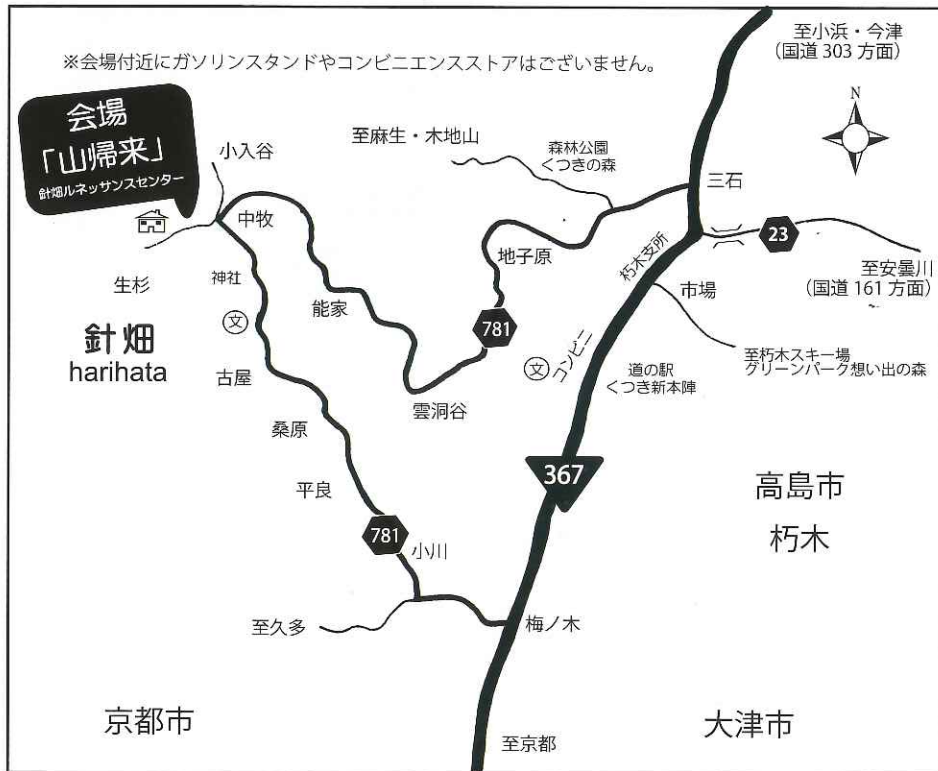 至小浜・今津
（国道 303 方面）
※会場付近にガソリンスタンドやコンビニエンスストアはございません。
会場
「山帰来」
針畑ルネッサンスセンター
小入谷
至麻生・木地山
森林公園
くつきの森
N
三石
中牧
地子原
朽木支所
23
至安曇川
（国道 161 方面）
生杉
神社
能家
781
市場
文
針畑
harihata
文
コンビニ
道の駅
くつき新本陣
至朽木スキー場
グリーンパーク想い出の森
古屋
雲洞谷
桑原
367
平良
高島市
朽木
781
小川
至久多
梅ノ木
京都市
至京都
大津市